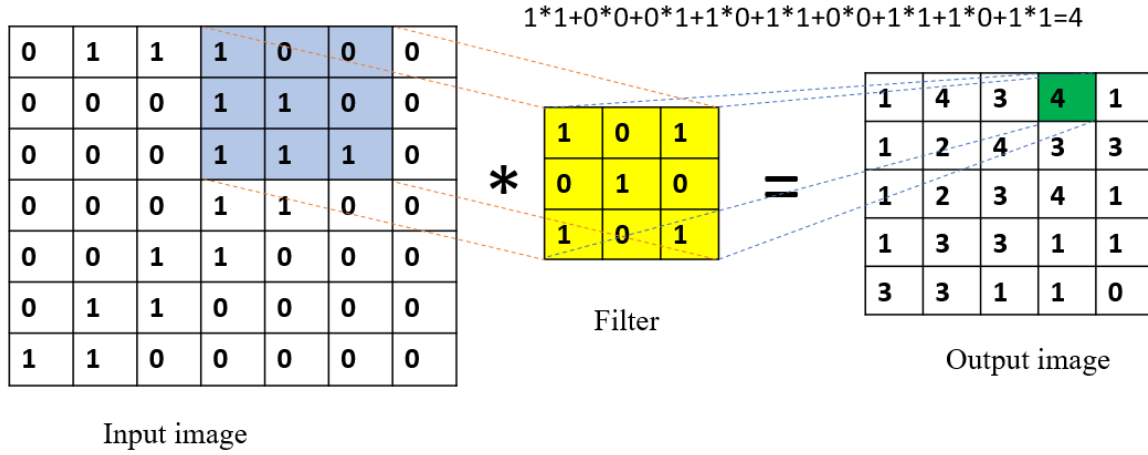 1*1+0*0+0*1+1*0+1*1+0*0+1*1+1*0+1*1=4
0 1 1 1 0 0 0
0 0 0 1 1 0 0
0 0 0 1 1 1 0
0 0 0 1 1 0 0
0 0 1 1 0 0 0
0 1 1 0 0 0 0
1 1 0 0 0 0 0
Input image
*
1 0 1
0 1 0
1 0 1
Filter
=
1 4 3 4 1
1 2 4 3 3
1 2 3 4 1
1 3 3 1 1
3 3 1 1 0
Output image